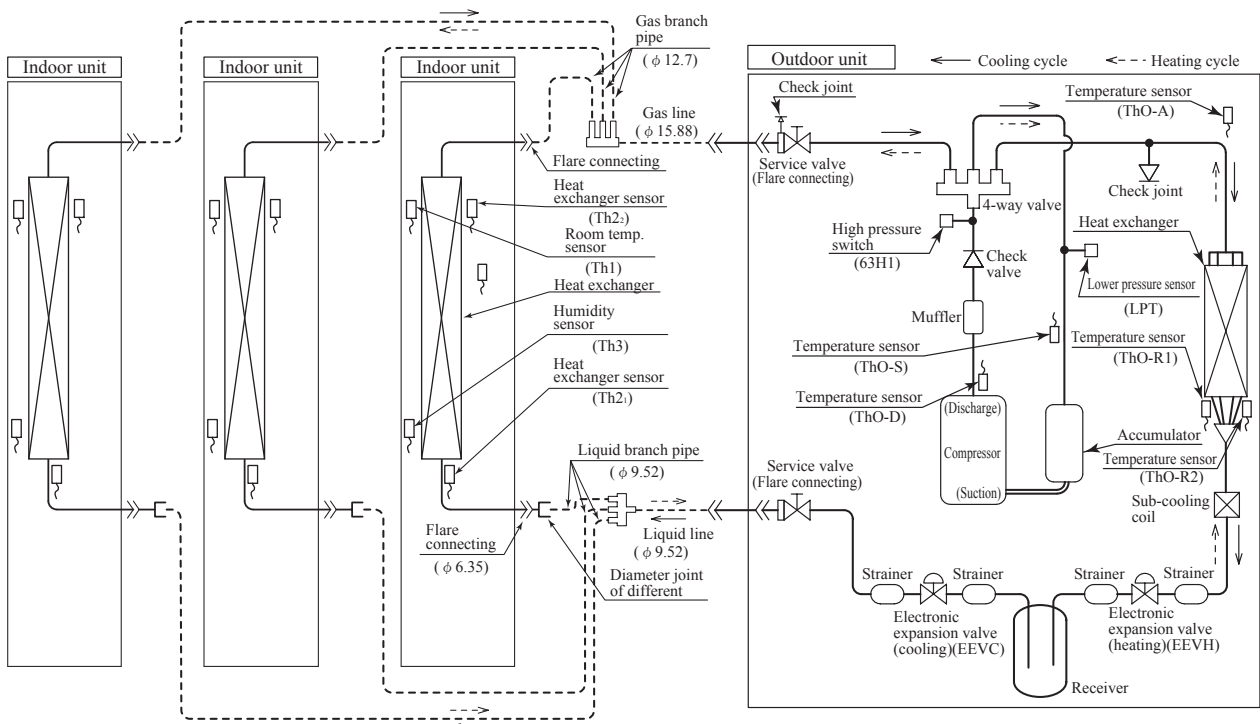 Indoor unit
Indoor unit
Indoor unit
Gas branch
pipe
( φ 12.7)
Gas line
( φ 15.88)
Flare connecting
Heat
exchanger sensor
(Th2₂)
Room temp.
sensor
(Th1)
Heat exchanger
Humidity
sensor
(Th3)
Heat
exchanger sensor
(Th2₁)
Liquid branch pipe
( φ 9.52)
Liquid line
( φ 9.52)
Flare
connecting
( φ 6.35)
Diameter joint
of different
Outdoor unit
Cooling cycle
Heating cycle
Check joint
Temperature sensor
(ThO-A)
Service valve
(Flare connecting)
4-way valve
Check joint
High pressure
switch
(63H1)
Check
valve
Heat exchanger
Lower pressure sensor
(LPT)
Muffler
Temperature sensor
(ThO-S)
Temperature sensor
(ThO-R1)
Temperature sensor
(ThO-D)
(Discharge)
Compressor
(Suction)
Accumulator
Temperature sensor
(ThO-R2)
Service valve
(Flare connecting)
Sub-cooling
coil
Strainer
Strainer
Strainer
Strainer
Electronic
expansion valve
(cooling)(EEVC)
Electronic
expansion valve
(heating)(EEVH)
Receiver